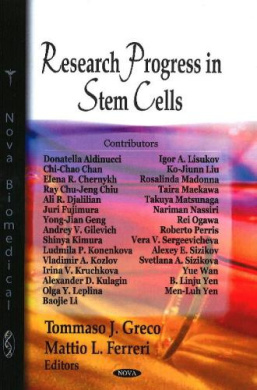 Research Progress in
Stem Cells
Nova Biomedical
Contributors
Donatella Aldinucci
Chi-Chao Chan
Elena R. Chernykh
Ray Chu-Jeng Chiu
Ali R. Djalilian
Juri Fujimura
Yong-Jian Geng
Andrey V. Gilevich
Shinya Kimura
Ludmila P. Konenkova
Vladimir A. Kozlov
Irina V. Kruchkova
Alexander D. Kulagin
Olga Y. Leplina
Baojie Li
Igor A. Lisukov
Ko-Jiunn Liu
Rosalinda Madonna
Taira Maekawa
Takuya Matsunaga
Nariman Nassiri
Rei Ogawa
Roberto Perris
Vera V. Sergeevicheva
Alexey E. Sizikov
Svetlana A. Sizikova
Yue Wan
B. Linju Yen
Men-Luh Yen
Tommaso J. Greco
Mattio L. Ferreri
Editors
NOVA